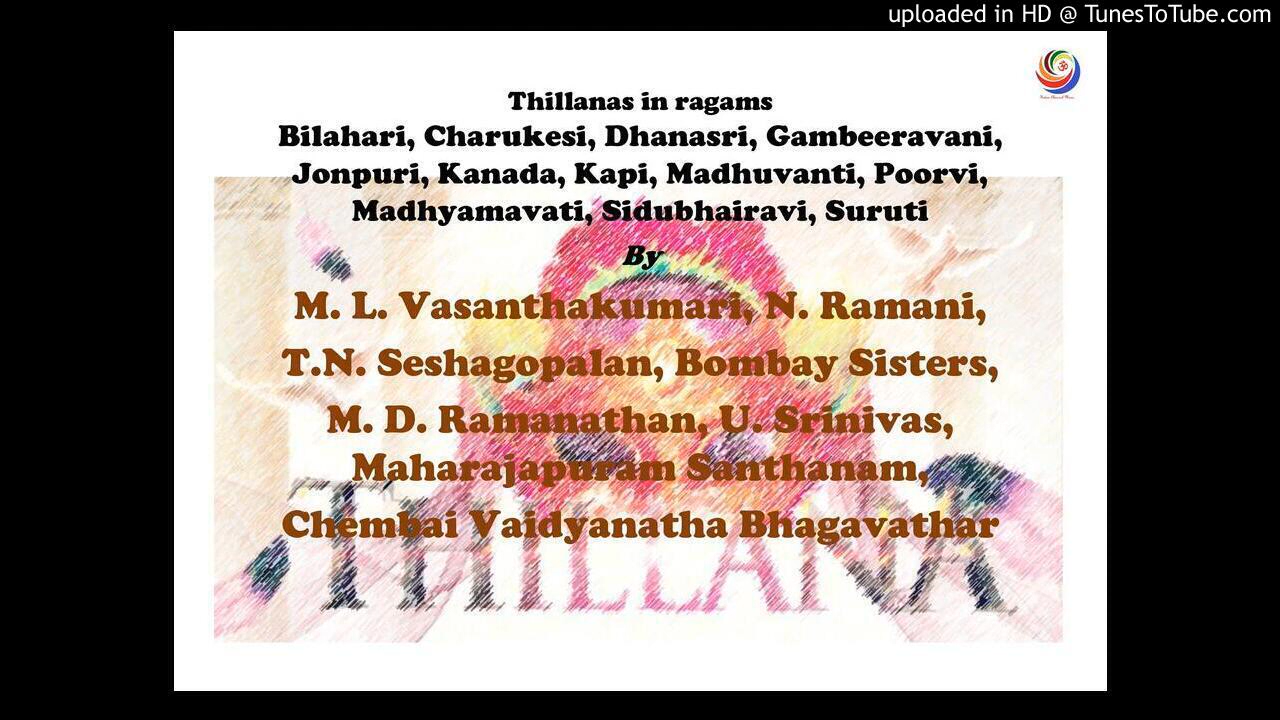 uploaded in HD @ TunesToTube.com
Thillanas in ragams
Bilahari, Charukesi, Dhanasri, Gambeeravani,
Jonpuri, Kanada, Kapi, Madhuvanti, Poorvi,
Madhyamavati, Sidubhairavi, Suruti
By
M. L. Vasanthakumari, N. Ramani,
T.N. Seshagopalan, Bombay Sisters,
M. D. Ramanathan, U. Srinivas,
Maharajapuram Santhanam,
Chembai Vaidyanatha Bhagavathar
THILLANA